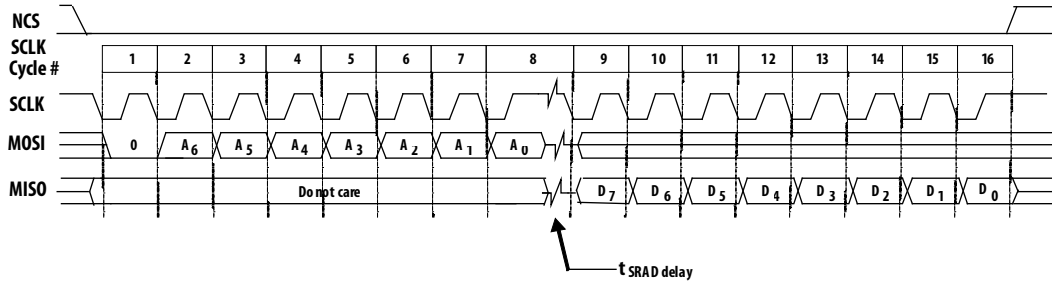 NCS
SCLK
Cycle #
1 2 3 4 5 6 7 8 9 10 11 12 13 14 15 16
SCLK
MOSI 0 A6 A5 A4 A3 A2 A1 A0
MISO Do not care D7 D6 D5 D4 D3 D2 D1 D0
t SRAD delay